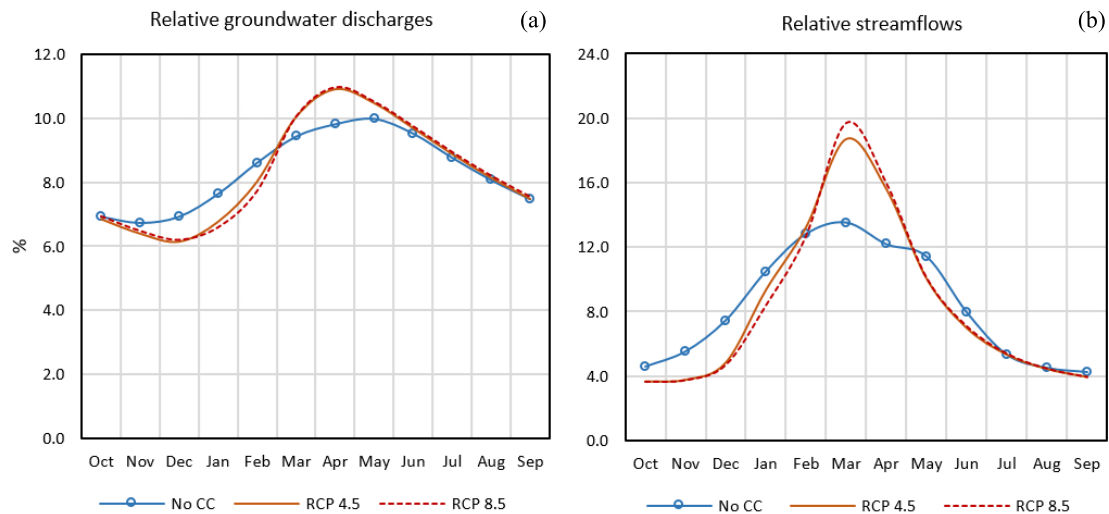 Relative groundwater discharges (a)
12.0
10.0
8.0
6.0
4.0
2.0
0.0
%
Oct Nov Dec Jan Feb Mar Apr May Jun Jul Aug Sep
No CC RCP 4.5 RCP 8.5
Relative streamflows (b)
24.0
20.0
16.0
12.0
8.0
4.0
0.0
Oct Nov Dec Jan Feb Mar Apr May Jun Jul Aug Sep
No CC RCP 4.5 RCP 8.5